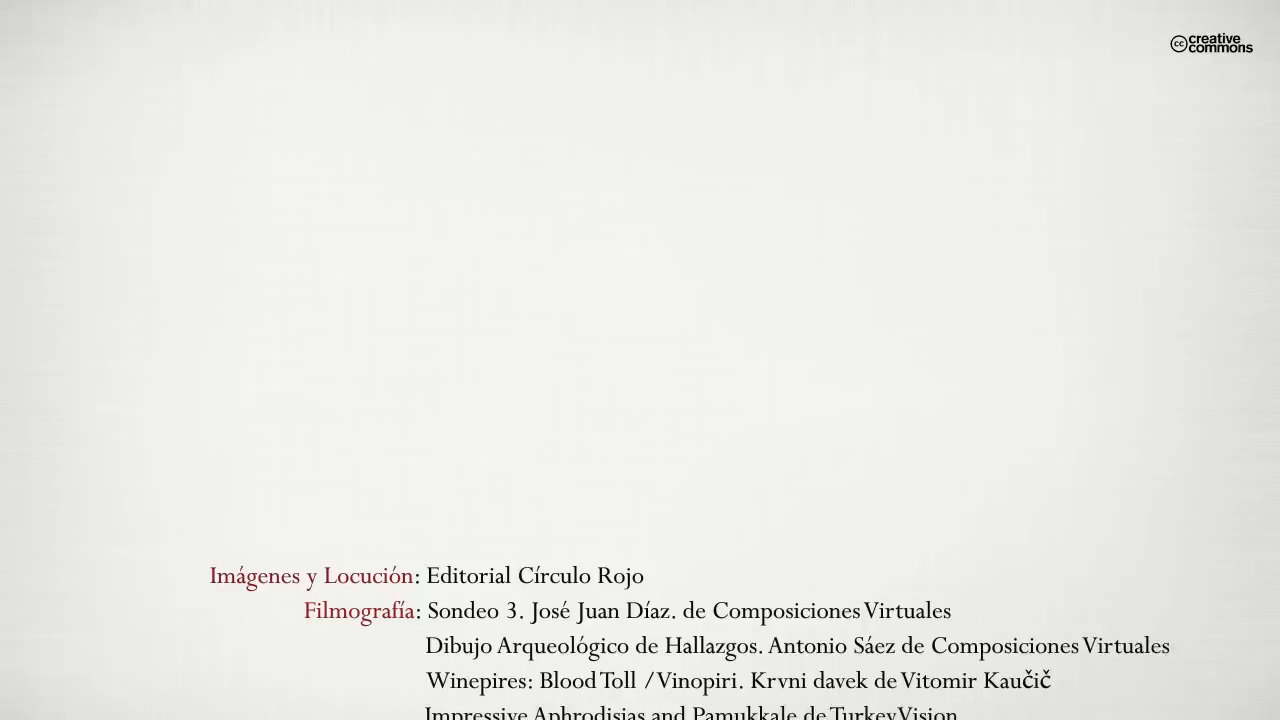 cc creative
commons
Imágenes y Locución: Editorial Círculo Rojo
Filmografía: Sondeo 3. José Juan Díaz. de Composiciones Virtuales
Dibujo Arqueológico de Hallazgos. Antonio Sáez de Composiciones Virtuales
Winepires: Blood Toll / Vinopiri. Krvni davek de Vitomir Kaučič
Impressive Aphrodisias and Pamukkale de TurkeyVision